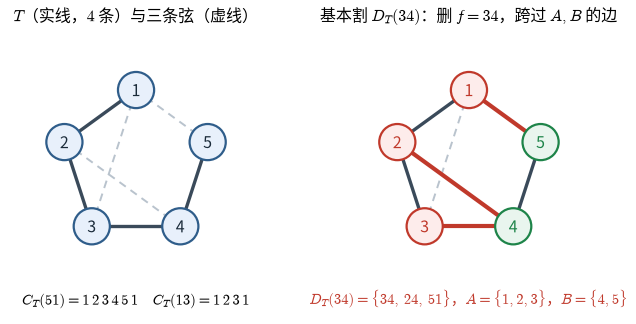 T（实线，4 条）与三条弦（虚线）
1
2
5
3
4
C_T(51) = 1 2 3 4 5 1 C_T(13) = 1 2 3 1
基本割 D_T(34)：删 f = 34，跨过 A, B 的边
1
2
5
3
4
D_T(34) = {34, 24, 51}，A = {1, 2, 3}，B = {4, 5}